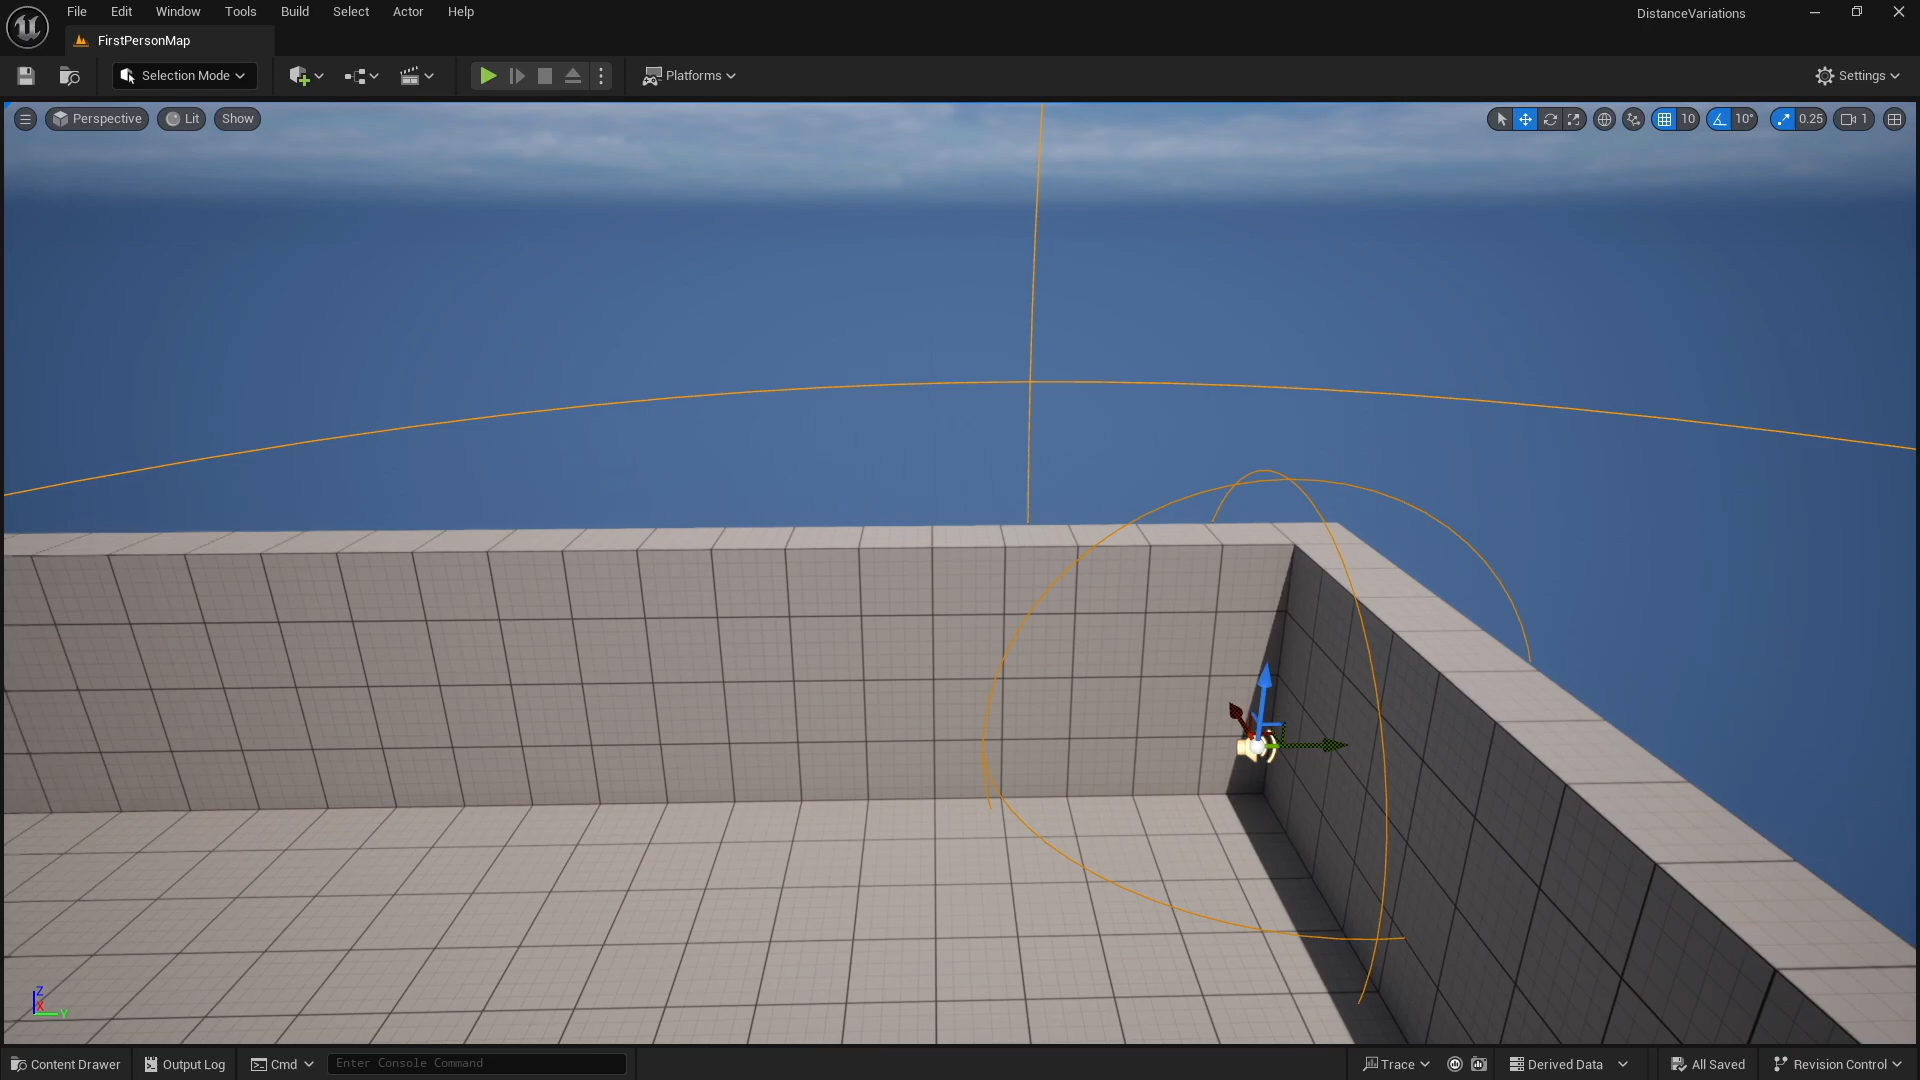 File Edit Window Tools Build Select Actor Help
DistanceVariations
FirstPersonMap
Selection Mode
Platforms
Settings
Perspective Lit Show
10 10° 0.25 1
Z
X
Y
Content Drawer Output Log Cmd Enter Console Command Trace Derived Data All Saved Revision Control